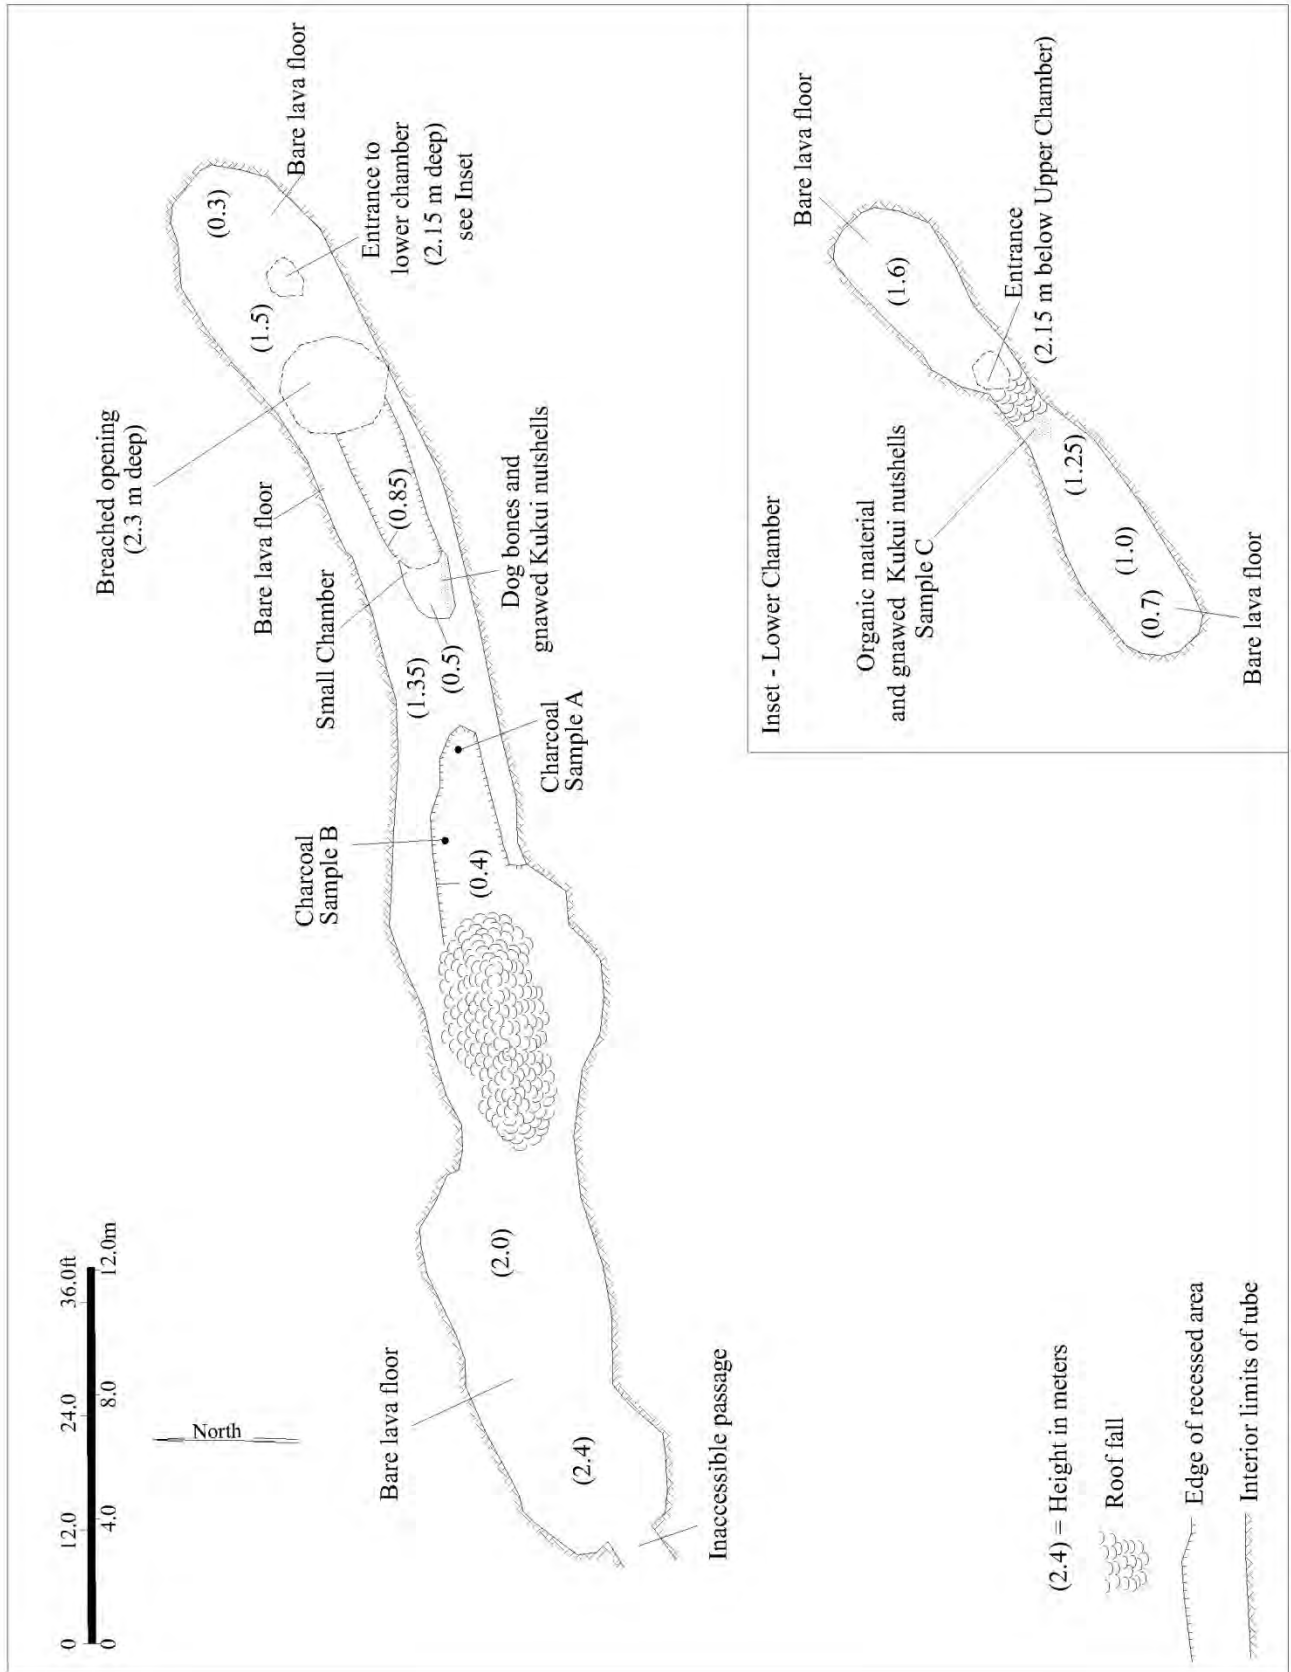 0
12.0
24.0
36.0ft
0
4.0
8.0
12.0m
North
Bare lava floor
(2.4)
(2.0)
Inaccessible passage
Charcoal
Sample B
(0.4)
Charcoal
Sample A
(1.35)
(0.5)
Small Chamber
Bare lava floor
(0.85)
Dog bones and
gnawed Kukui nutshells
Breached opening
(2.3 m deep)
(1.5)
(0.3)
Entrance to
lower chamber
(2.15 m deep)
see Inset
Bare lava floor
(2.4) = Height in meters
Roof fall
Edge of recessed area
Interior limits of tube
Inset - Lower Chamber
Organic material
and gnawed Kukui nutshells
Sample C
Bare lava floor
(1.6)
Entrance
(2.15 m below Upper Chamber)
(1.25)
(1.0)
(0.7)
Bare lava floor